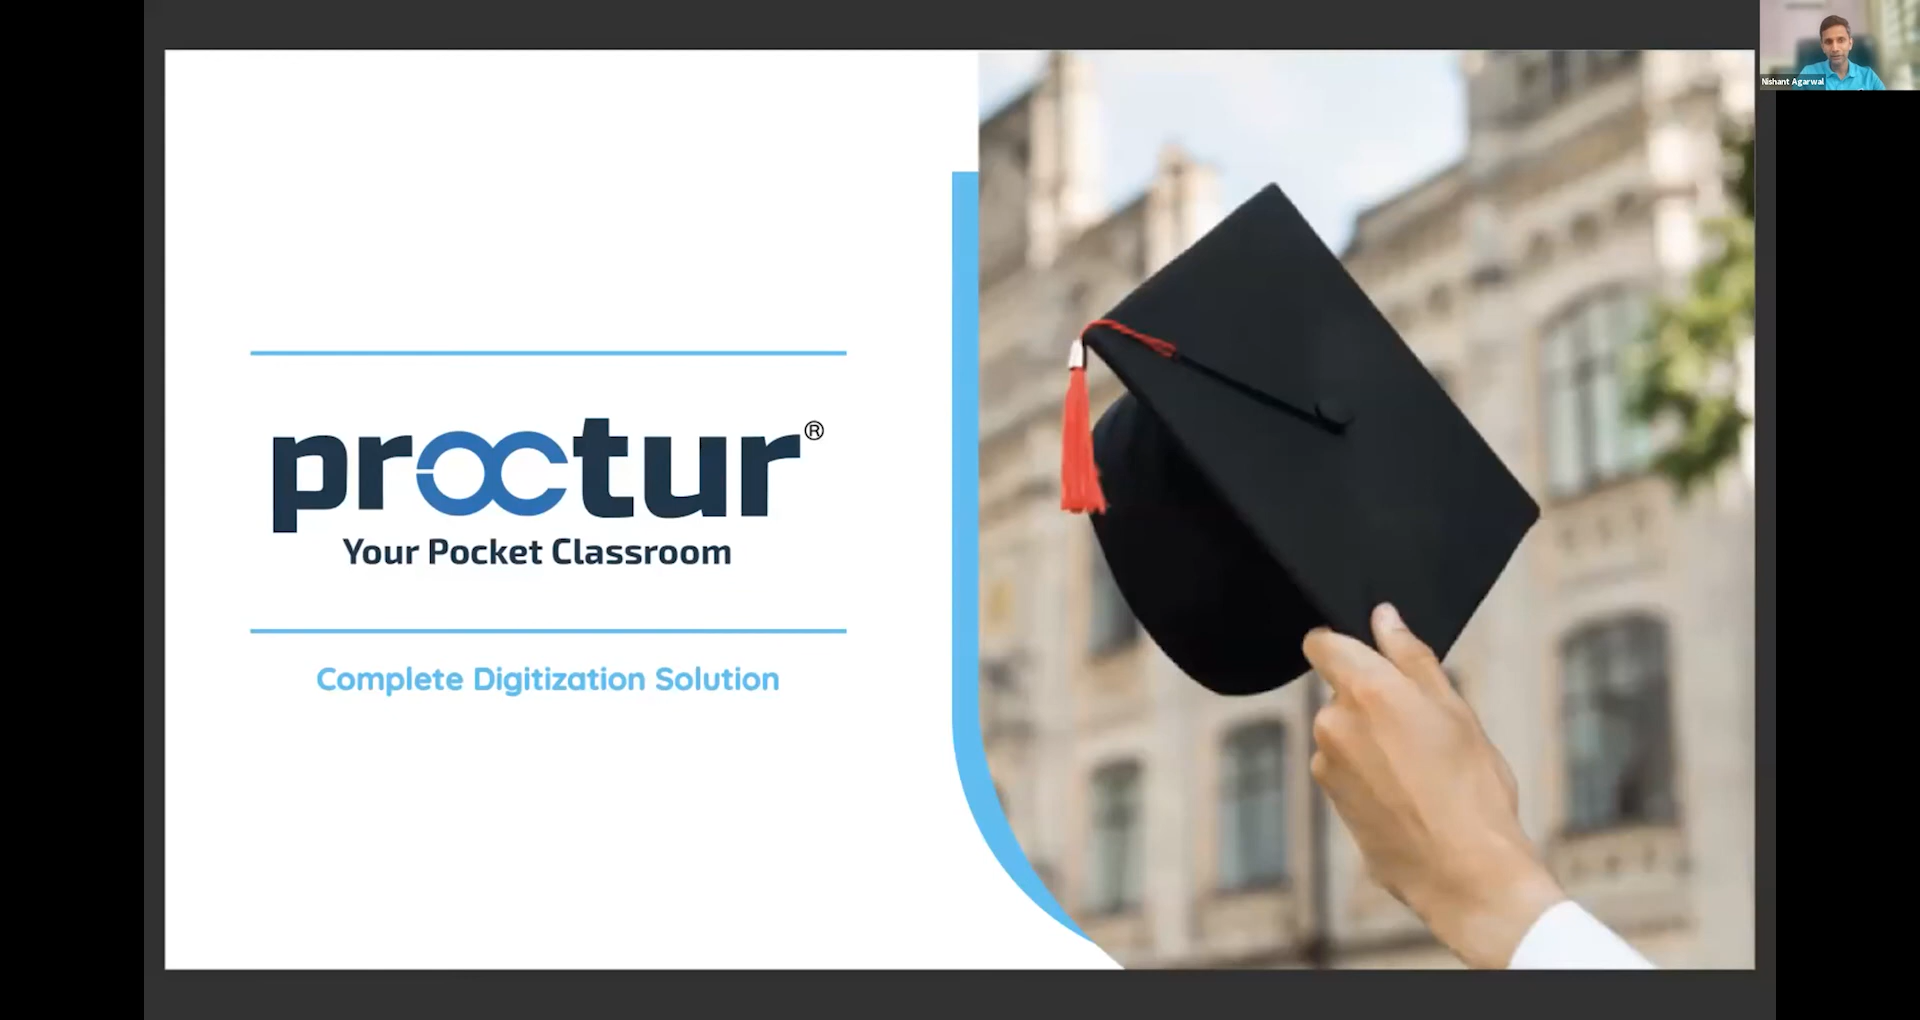 proctur®
Your Pocket Classroom
Complete Digitization Solution
Nishant Agarwal